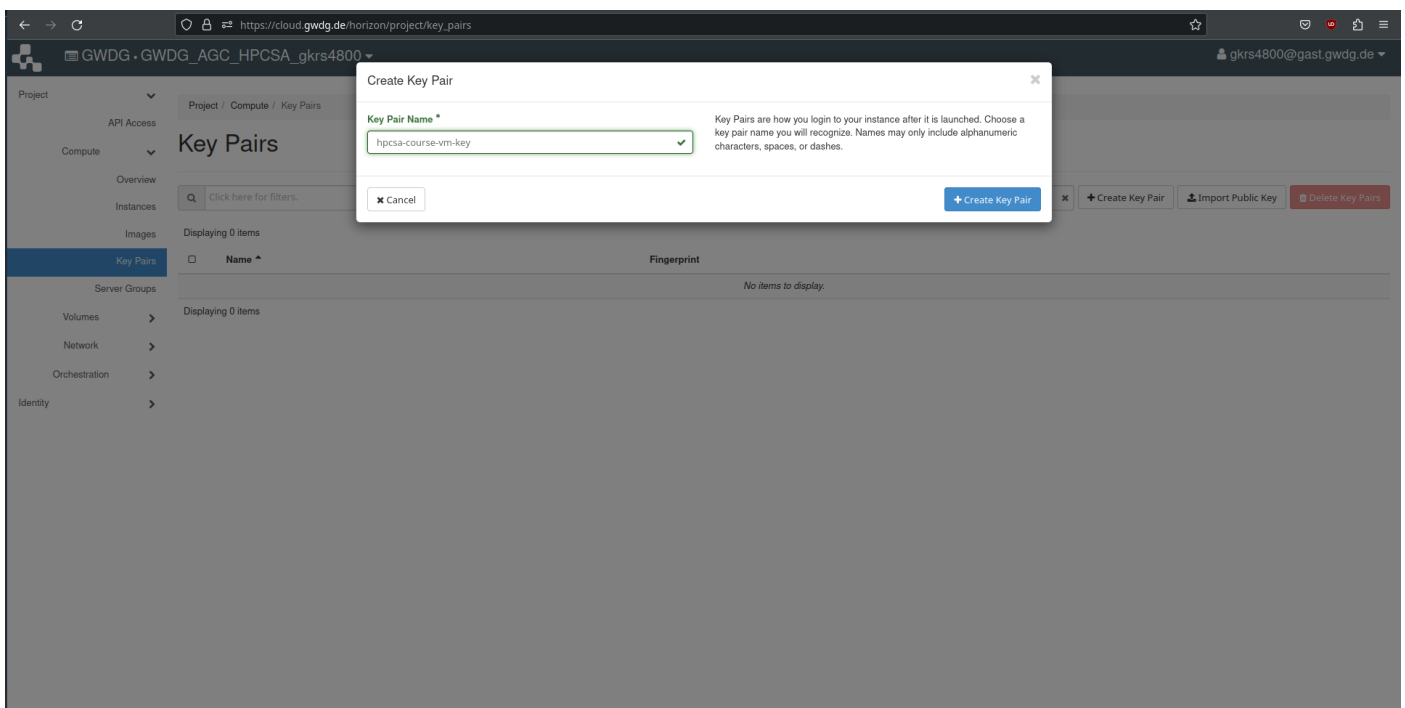 https://cloud.gwdg.de/horizon/project/key_pairs
GWDG • GWDG_AGC_HPCSA_gkrs4800
gkrs4800@gast.gwdg.de
Project
API Access
Compute
Overview
Instances
Images
Key Pairs
Server Groups
Volumes
Network
Orchestration
Identity
Project / Compute / Key Pairs
Key Pairs
Click here for filters.
Create Key Pair
Import Public Key
Delete Key Pairs
Displaying 0 items
Name
Fingerprint
No items to display.
Displaying 0 items
Create Key Pair
Key Pair Name *
hpcsa-course-vm-key
Key Pairs are how you login to your instance after it is launched. Choose a
key pair name you will recognize. Names may only include alphanumeric
characters, spaces, or dashes.
Cancel
Create Key Pair